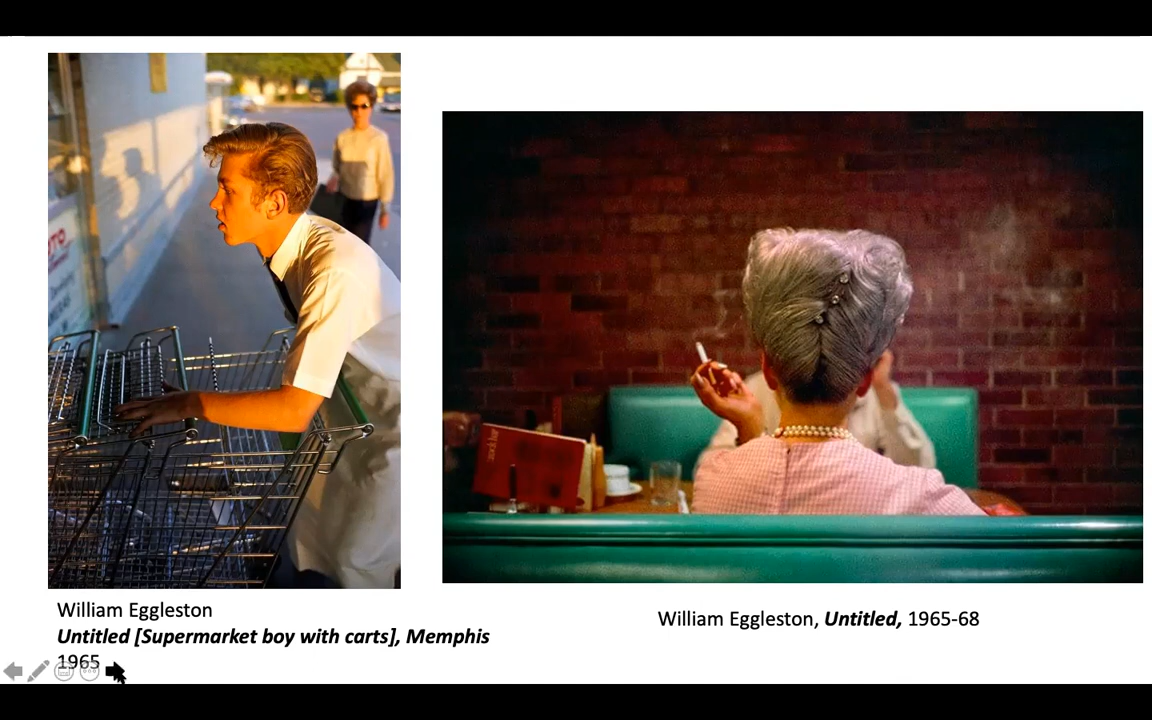 William Eggleston
Untitled [Supermarket boy with carts], Memphis
1965
William Eggleston, Untitled, 1965-68